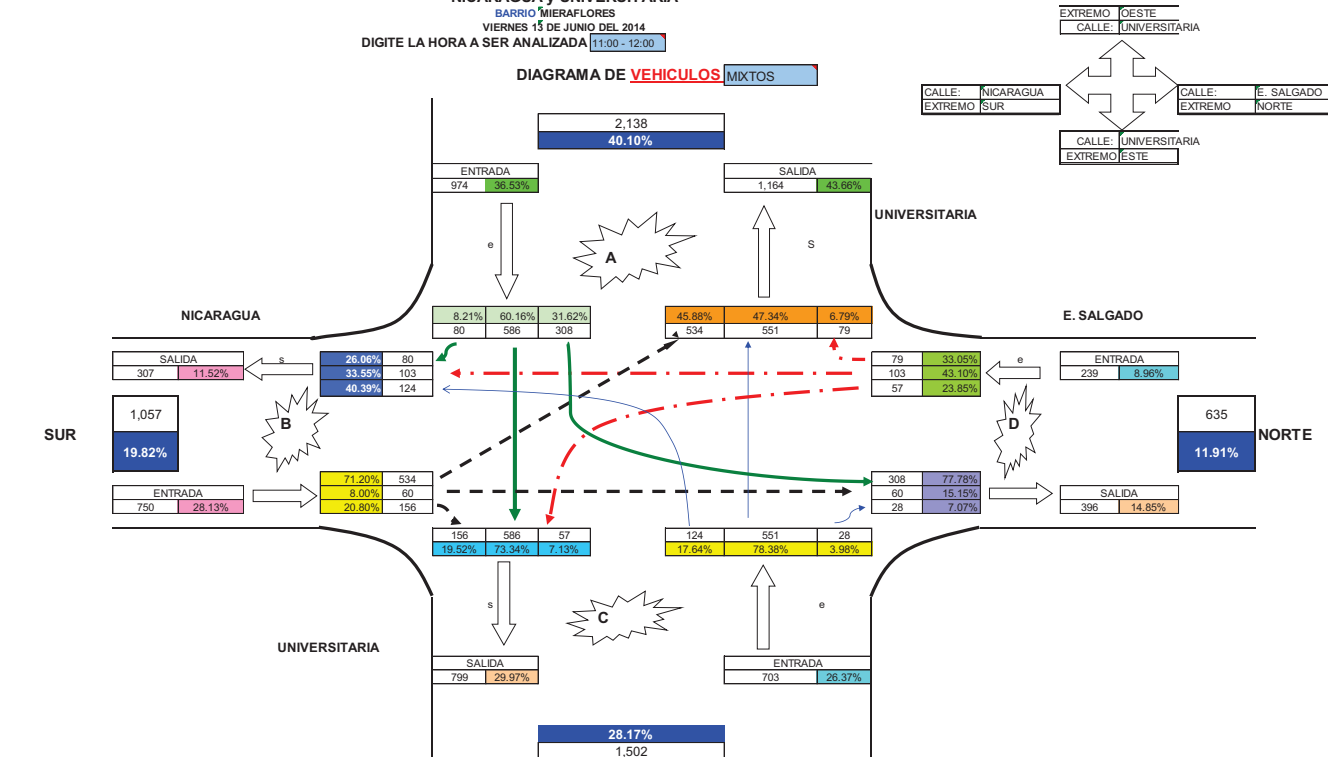 NICARAGUA y UNIVERSITARIA
BARRIO MIERAFLORES
VIERNES 13 DE JUNIO DEL 2014
DIGITE LA HORA A SER ANALIZADA 11:00 - 12:00
DIAGRAMA DE VEHICULOS MIXTOS
EXTREMO OESTE
CALLE: UNIVERSITARIA
CALLE: NICARAGUA
EXTREMO SUR
CALLE: E. SALGADO
EXTREMO NORTE
CALLE: UNIVERSITARIA
EXTREMO ESTE
2,138
40.10%
ENTRADA
974 36.53%
SALIDA
1,164 43.66%
UNIVERSITARIA
e
A
S
NICARAGUA
8.21% 60.16% 31.62%
80 586 308
45.88% 47.34% 6.79%
534 551 79
E. SALGADO
SALIDA
307 11.52%
s
26.06% 80
33.55% 103
40.39% 124
79 33.05%
103 43.10%
57 23.85%
e
ENTRADA
239 8.96%
SUR
1,057
19.82%
B
D
635
11.91%
NORTE
ENTRADA
750 28.13%
71.20% 534
8.00% 60
20.80% 156
308 77.78%
60 15.15%
28 7.07%
SALIDA
396 14.85%
156 586 57
19.52% 73.34% 7.13%
124 551 28
17.64% 78.38% 3.98%
s
C
e
UNIVERSITARIA
SALIDA
799 29.97%
ENTRADA
703 26.37%
28.17%
1,502